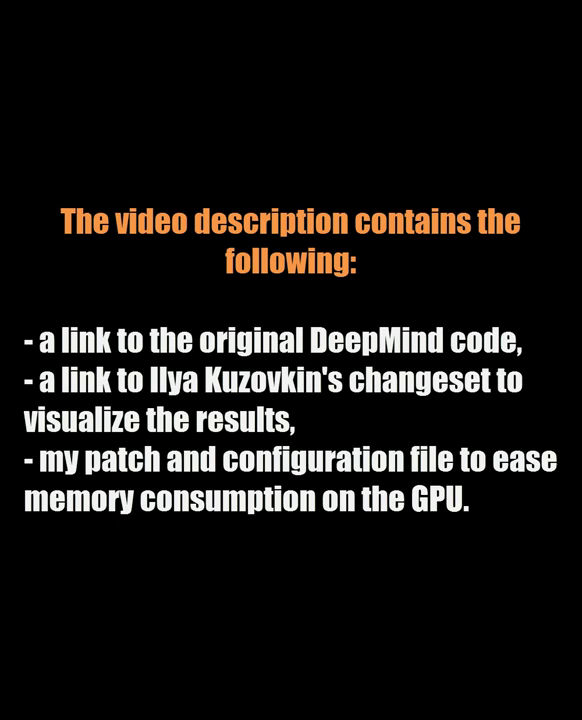 The video description contains the
following:
- a link to the original DeepMind code,
- a link to Ilya Kuzovkin's changeset to
visualize the results,
- my patch and configuration file to ease
memory consumption on the GPU.